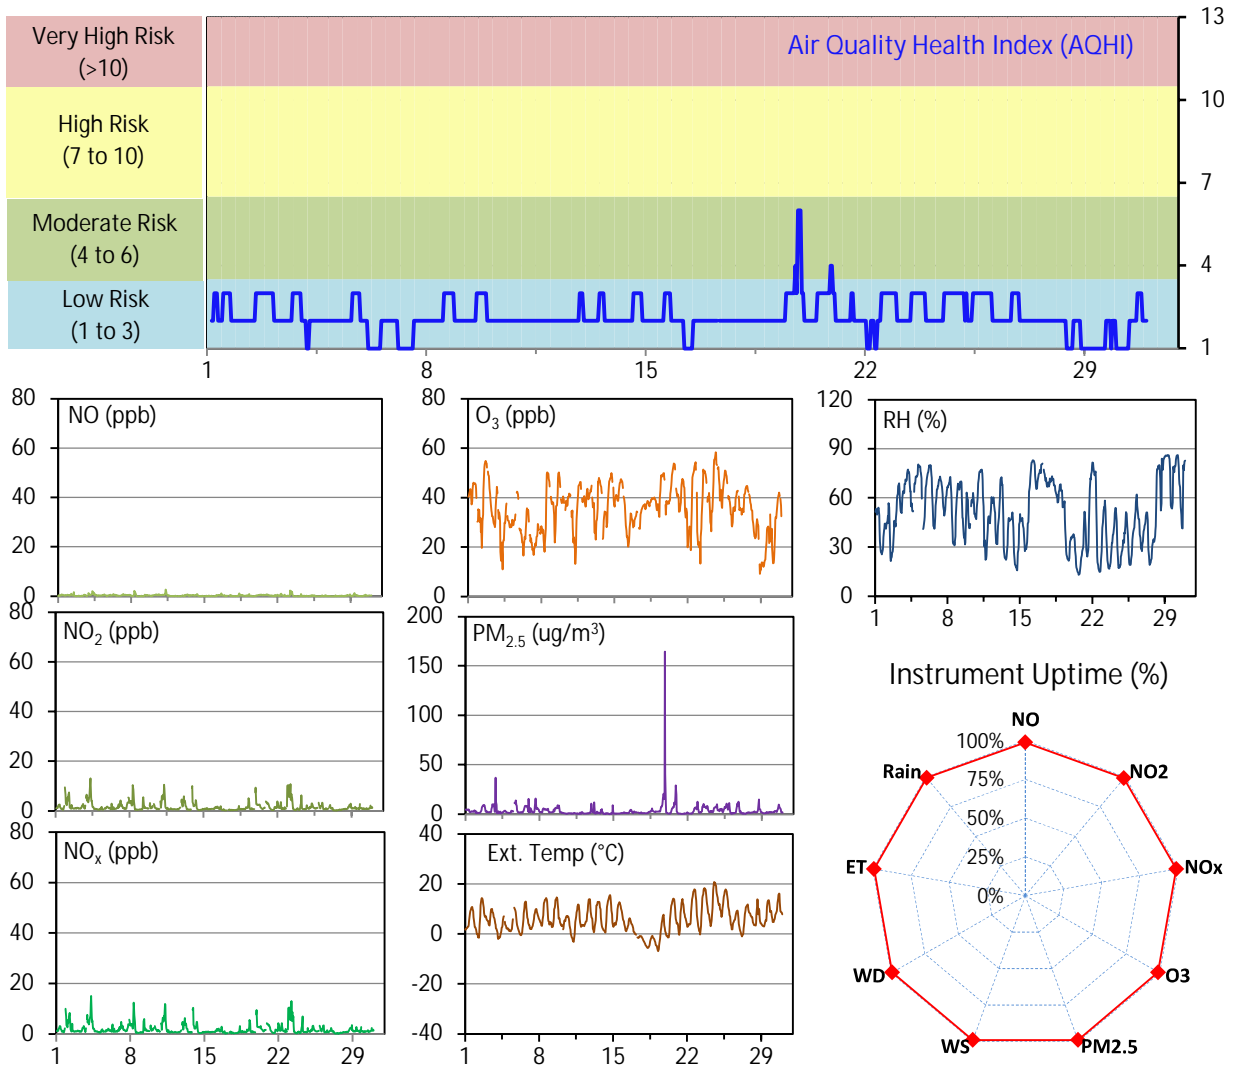 Very High Risk
(>10)
High Risk
(7 to 10)
Moderate Risk
(4 to 6)
Low Risk
(1 to 3)
Air Quality Health Index (AQHI)
13
10
7
4
1
1 8 15 22 29
80
60
40
20
0
NO (ppb)
1 8 15 22 29
80
60
40
20
0
O3 (ppb)
120
90
60
30
0
RH (%)
1 8 15 22 29
80
60
40
20
0
NO2 (ppb)
200
150
100
50
0
PM2.5 (ug/m³)
80
60
40
20
0
NOx (ppb)
1 8 15 22 29
40
20
0
-20
-40
Ext. Temp (°C)
1 8 15 22 29
Instrument Uptime (%)
NO
NO2
NOx
O3
PM2.5
WS
WD
ET
Rain
100%
75%
50%
25%
0%